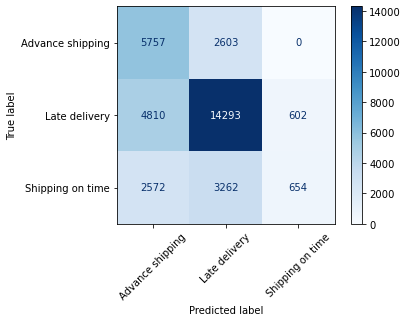 True label
Advance shipping
5757 2603 0
Late delivery
4810 14293 602
Shipping on time
2572 3262 654
Advance shipping
Late delivery
Shipping on time
Predicted label
14000
12000
10000
8000
6000
4000
2000
0